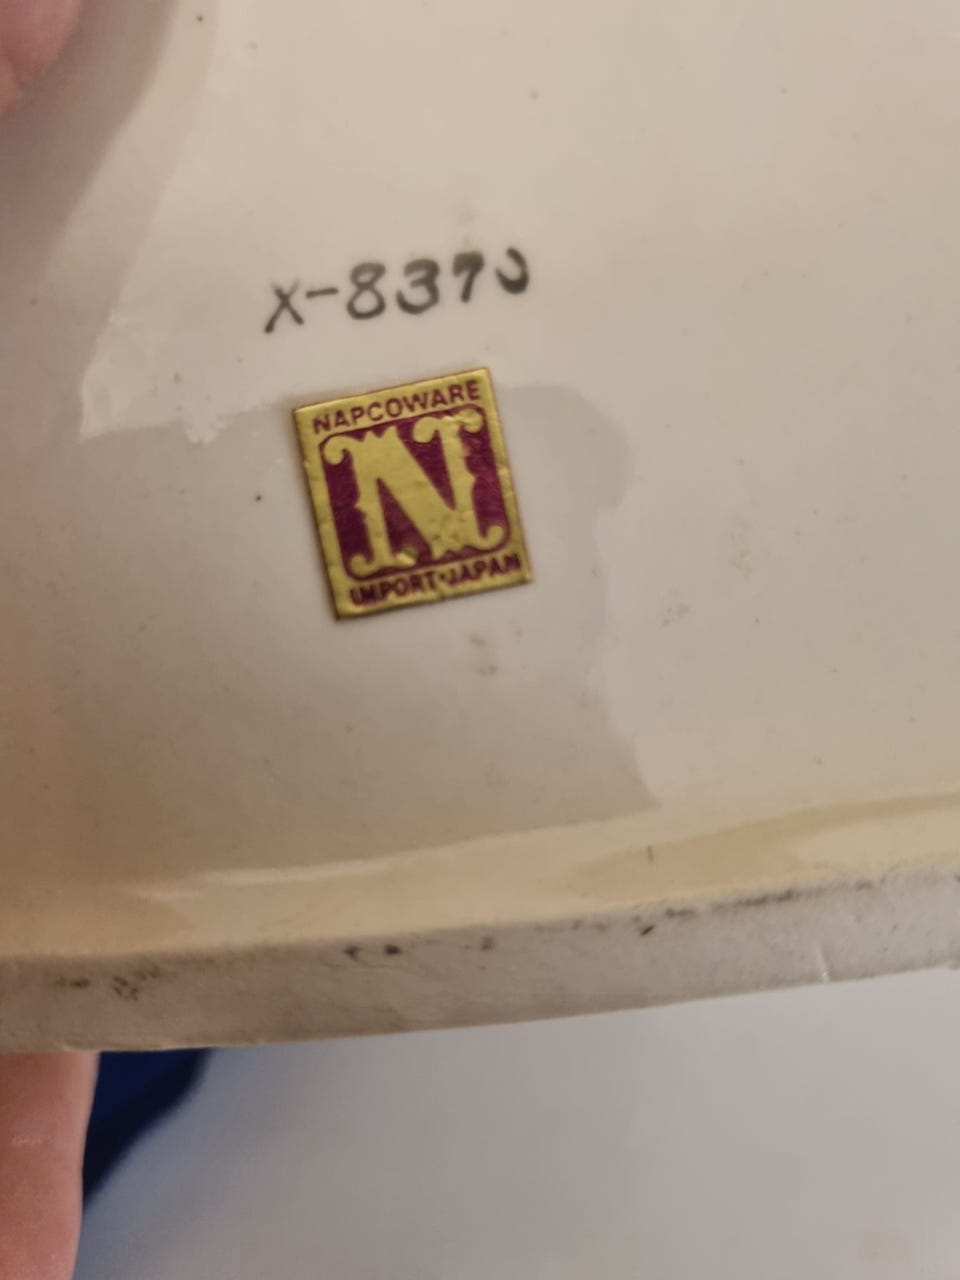 X-8370
NAPCOWARE
N
IMPORT·JAPAN